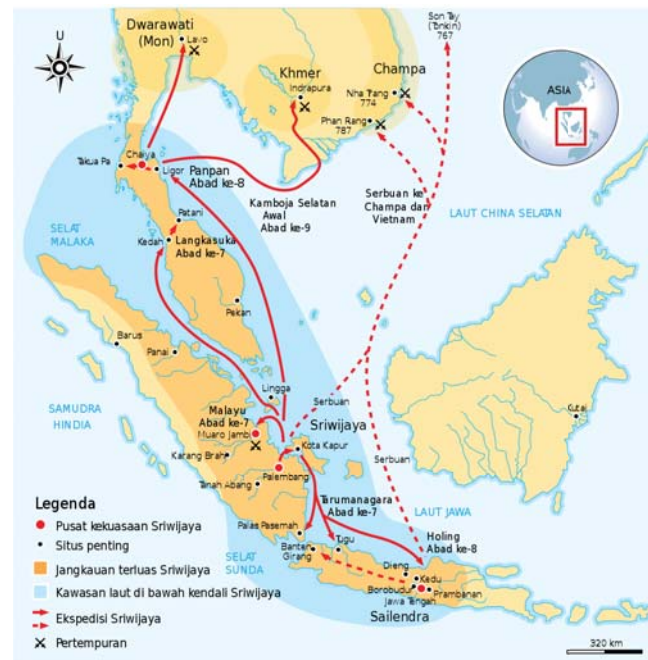 U
Dwarawati
(Mon)
Lavo
Khmer
Indrapura
Champa
Nha Trang
774
Phan Rang
787
Son Tay
(Tonkin)
767
ASIA
Chaiya
Takua Pa
Ligor
Panpan
Abad ke-8
Kamboja Selatan
Awal
Abad ke-9
Serbuan ke
Champa dan
Vietnam
LAUT CHINA SELATAN
SELAT
MALAKA
Patani
Kedah
Langkasuka
Abad ke-7
Pekan
Barus
Panai
Lingga
SAMUDRA
HINDIA
Malayu
Abad ke-7
Muaro Jambi
Serbuan
Sriwijaya
Kota Kapur
Kutai
Karang Brahi
Palembang
Tanah Abang
Serbuan
Tarumanagara
Abad ke-7
LAUT JAWA
Palas Pasemah
Holing
Abad ke-8
SELAT
SUNDA
Banten
Girang
Tugu
Dieng
Kedu
Borobudur
Prambanan
Jawa Tengah
Sailendra
Legenda
Pusat kekuasaan Sriwijaya
Situs penting
Jangkauan terluas Sriwijaya
Kawasan laut di bawah kendali Sriwijaya
Ekspedisi Sriwijaya
Pertempuran
320 km